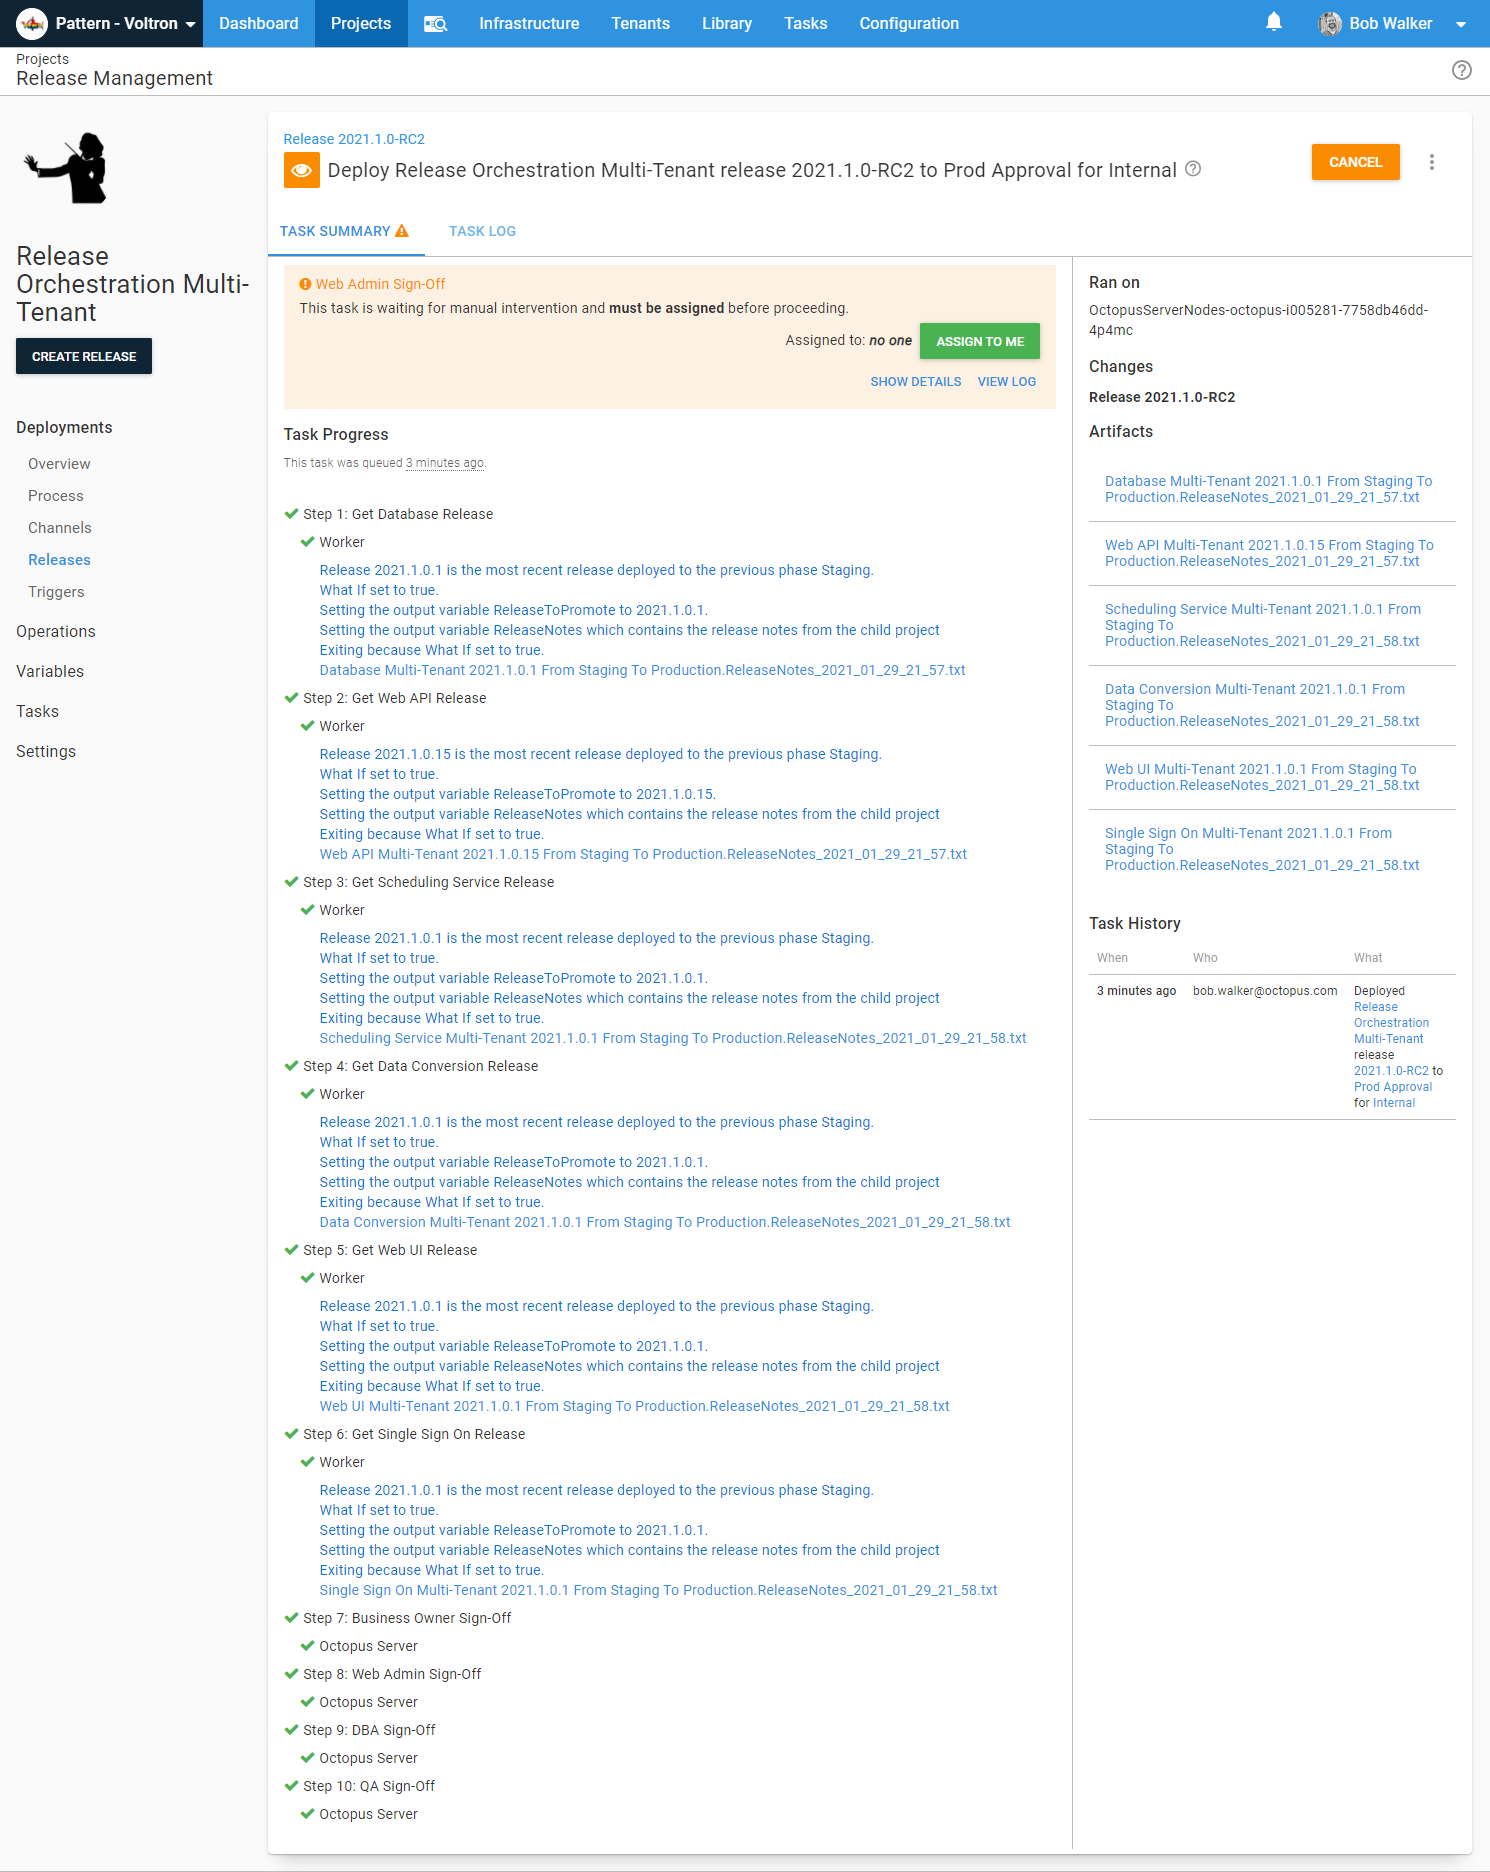 Pattern - Voltron
Dashboard
Projects
Infrastructure
Tenants
Library
Tasks
Configuration
Bob Walker
Projects
Release Management
Release
Orchestration Multi-
Tenant
CREATE RELEASE
Deployments
Overview
Process
Channels
Releases
Triggers
Operations
Variables
Tasks
Settings
Release 2021.1.0-RC2
Deploy Release Orchestration Multi-Tenant release 2021.1.0-RC2 to Prod Approval for Internal
CANCEL
TASK SUMMARY
TASK LOG
Web Admin Sign-Off
This task is waiting for manual intervention and must be assigned before proceeding.
Assigned to: no one
ASSIGN TO ME
SHOW DETAILS
VIEW LOG
Task Progress
This task was queued 3 minutes ago.
Step 1: Get Database Release
Worker
Release 2021.1.0.1 is the most recent release deployed to the previous phase Staging.
What If set to true.
Setting the output variable ReleaseToPromote to 2021.1.0.1.
Setting the output variable ReleaseNotes which contains the release notes from the child project
Exiting because What If set to true.
Database Multi-Tenant 2021.1.0.1 From Staging To Production.ReleaseNotes_2021_01_29_21_57.txt
Step 2: Get Web API Release
Worker
Release 2021.1.0.15 is the most recent release deployed to the previous phase Staging.
What If set to true.
Setting the output variable ReleaseToPromote to 2021.1.0.15.
Setting the output variable ReleaseNotes which contains the release notes from the child project
Exiting because What If set to true.
Web API Multi-Tenant 2021.1.0.15 From Staging To Production.ReleaseNotes_2021_01_29_21_57.txt
Step 3: Get Scheduling Service Release
Worker
Release 2021.1.0.1 is the most recent release deployed to the previous phase Staging.
What If set to true.
Setting the output variable ReleaseToPromote to 2021.1.0.1.
Setting the output variable ReleaseNotes which contains the release notes from the child project
Exiting because What If set to true.
Scheduling Service Multi-Tenant 2021.1.0.1 From Staging To Production.ReleaseNotes_2021_01_29_21_58.txt
Step 4: Get Data Conversion Release
Worker
Release 2021.1.0.1 is the most recent release deployed to the previous phase Staging.
What If set to true.
Setting the output variable ReleaseToPromote to 2021.1.0.1.
Setting the output variable ReleaseNotes which contains the release notes from the child project
Exiting because What If set to true.
Data Conversion Multi-Tenant 2021.1.0.1 From Staging To Production.ReleaseNotes_2021_01_29_21_58.txt
Step 5: Get Web UI Release
Worker
Release 2021.1.0.1 is the most recent release deployed to the previous phase Staging.
What If set to true.
Setting the output variable ReleaseToPromote to 2021.1.0.1.
Setting the output variable ReleaseNotes which contains the release notes from the child project
Exiting because What If set to true.
Web UI Multi-Tenant 2021.1.0.1 From Staging To Production.ReleaseNotes_2021_01_29_21_58.txt
Step 6: Get Single Sign On Release
Worker
Release 2021.1.0.1 is the most recent release deployed to the previous phase Staging.
What If set to true.
Setting the output variable ReleaseToPromote to 2021.1.0.1.
Setting the output variable ReleaseNotes which contains the release notes from the child project
Exiting because What If set to true.
Single Sign On Multi-Tenant 2021.1.0.1 From Staging To Production.ReleaseNotes_2021_01_29_21_58.txt
Step 7: Business Owner Sign-Off
Octopus Server
Step 8: Web Admin Sign-Off
Octopus Server
Step 9: DBA Sign-Off
Octopus Server
Step 10: QA Sign-Off
Octopus Server
Ran on
OctopusServerNodes-octopus-i005281-7758db46dd-
4p4mc
Changes
Release 2021.1.0-RC2
Artifacts
Database Multi-Tenant 2021.1.0.1 From Staging To
Production.ReleaseNotes_2021_01_29_21_57.txt
Web API Multi-Tenant 2021.1.0.15 From Staging To
Production.ReleaseNotes_2021_01_29_21_57.txt
Scheduling Service Multi-Tenant 2021.1.0.1 From
Staging To
Production.ReleaseNotes_2021_01_29_21_58.txt
Data Conversion Multi-Tenant 2021.1.0.1 From
Staging To
Production.ReleaseNotes_2021_01_29_21_58.txt
Web UI Multi-Tenant 2021.1.0.1 From Staging To
Production.ReleaseNotes_2021_01_29_21_58.txt
Single Sign On Multi-Tenant 2021.1.0.1 From
Staging To
Production.ReleaseNotes_2021_01_29_21_58.txt
Task History
When Who What
3 minutes ago bob.walker@octopus.com Deployed
Release
Orchestration
Multi-Tenant
release
2021.1.0-RC2 to
Prod Approval
for Internal